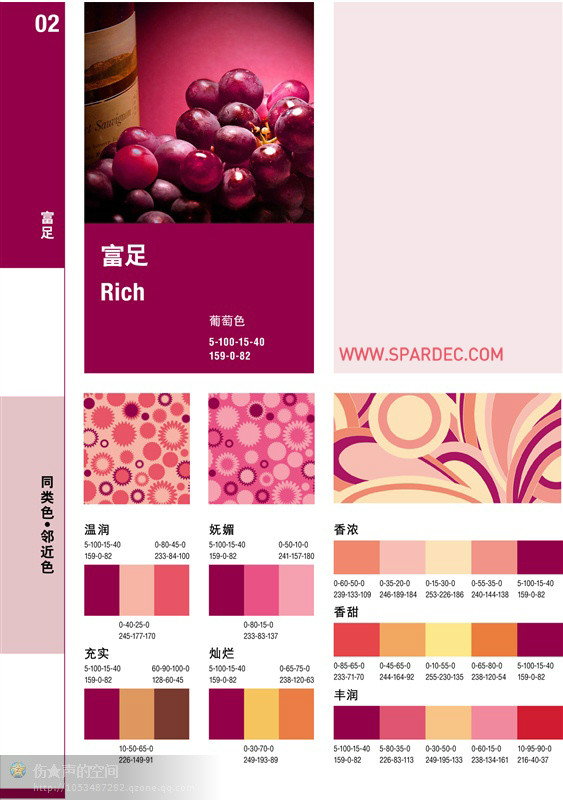 02
富足
Sauvignon
富足
Rich
葡萄色
5-100-15-40
159-0-82
WWW.SPARDEC.COM
同类色•邻近色
温润
5-100-15-40 0-80-45-0
159-0-82 233-84-100
0-40-25-0
245-177-170
妩媚
5-100-15-40 0-50-10-0
159-0-82 241-157-180
0-80-15-0
233-83-137
香浓
0-60-50-0 0-35-20-0 0-15-30-0 0-55-35-0 5-100-15-40
239-133-109 246-189-184 253-226-186 240-144-138 159-0-82
充实
5-100-15-40 60-90-100-0
159-0-82 128-60-45
10-50-65-0
226-149-91
灿烂
5-100-15-40 0-65-75-0
159-0-82 238-120-63
0-30-70-0
249-193-89
香甜
0-85-65-0 0-45-65-0 0-10-55-0 0-65-80-0 5-100-15-40
233-71-70 244-164-92 255-230-135 238-120-54 159-0-82
丰润
5-100-15-40 5-80-35-0 0-30-50-0 0-60-15-0 10-95-90-0
159-0-82 226-83-113 249-195-133 238-134-161 216-40-37
伤★声的空间
http://1053487282.qzone.qq.com